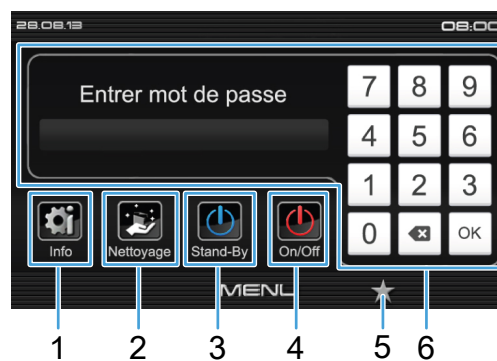 28.08.13 08:00
Entrer mot de passe
7 8 9
4 5 6
1 2 3
0 OK
Info Nettoyage Stand-By On/Off
MENU
1 2 3 4 5 6